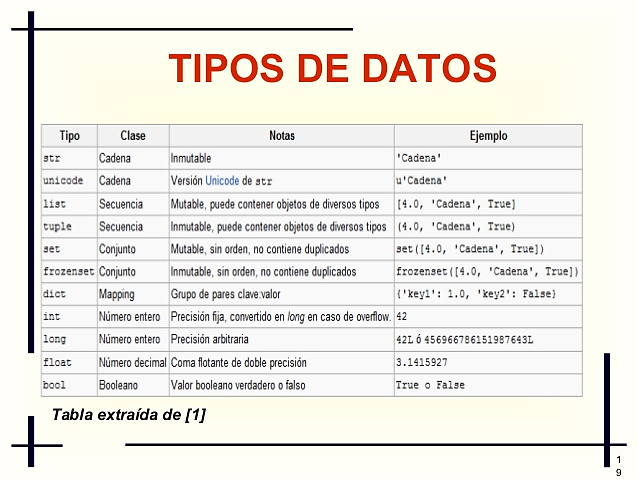 TIPOS DE DATOS
Tipo Clase Notas Ejemplo
str Cadena Inmutable 'Cadena'
unicode Cadena Versión Unicode de str u'Cadena'
list Secuencia Mutable, puede contener objetos de diversos tipos [4.0, 'Cadena', True]
tuple Secuencia Inmutable, puede contener objetos de diversos tipos (4.0, 'Cadena', True)
set Conjunto Mutable, sin orden, no contiene duplicados set([4.0, 'Cadena', True])
frozenset Conjunto Inmutable, sin orden, no contiene duplicados frozenset([4.0, 'Cadena', True])
dict Mapping Grupo de pares clave:valor {'key1': 1.0, 'key2': False}
int Número entero Precisión fija, convertido en long en caso de overflow. 42
long Número entero Precisión arbitraria 42L ó 456966786151987643L
float Número decimal Coma flotante de doble precisión 3.1415927
bool Booleano Valor booleano verdadero o falso True o False
Tabla extraída de [1]
1
9